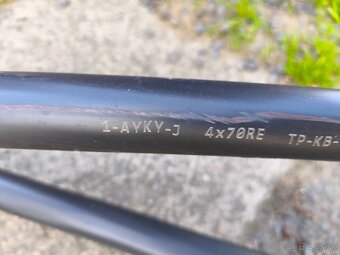 1-AYKY-J 4x70RE TP-KB-